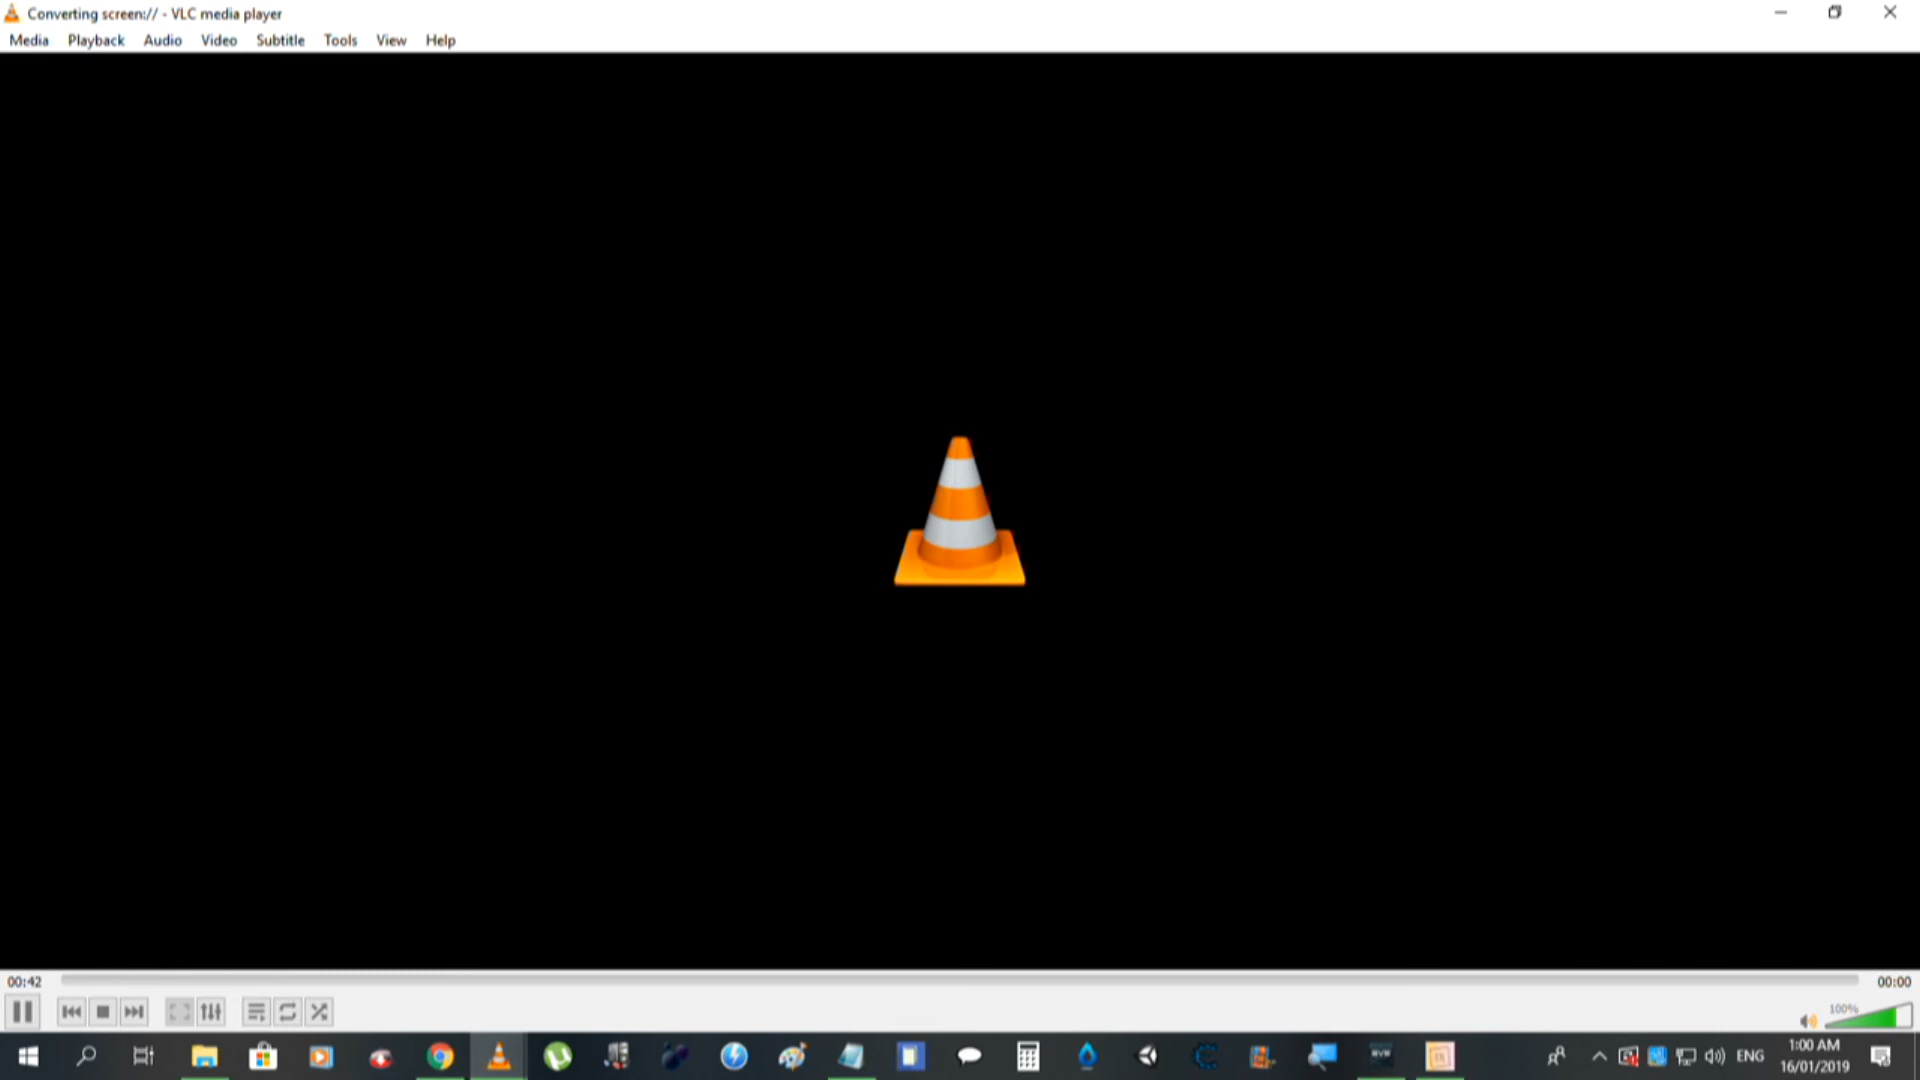 Converting screen:// - VLC media player
Media Playback Audio Video Subtitle Tools View Help
00:42
00:00
100%
ENG
1:00 AM
16/01/2019